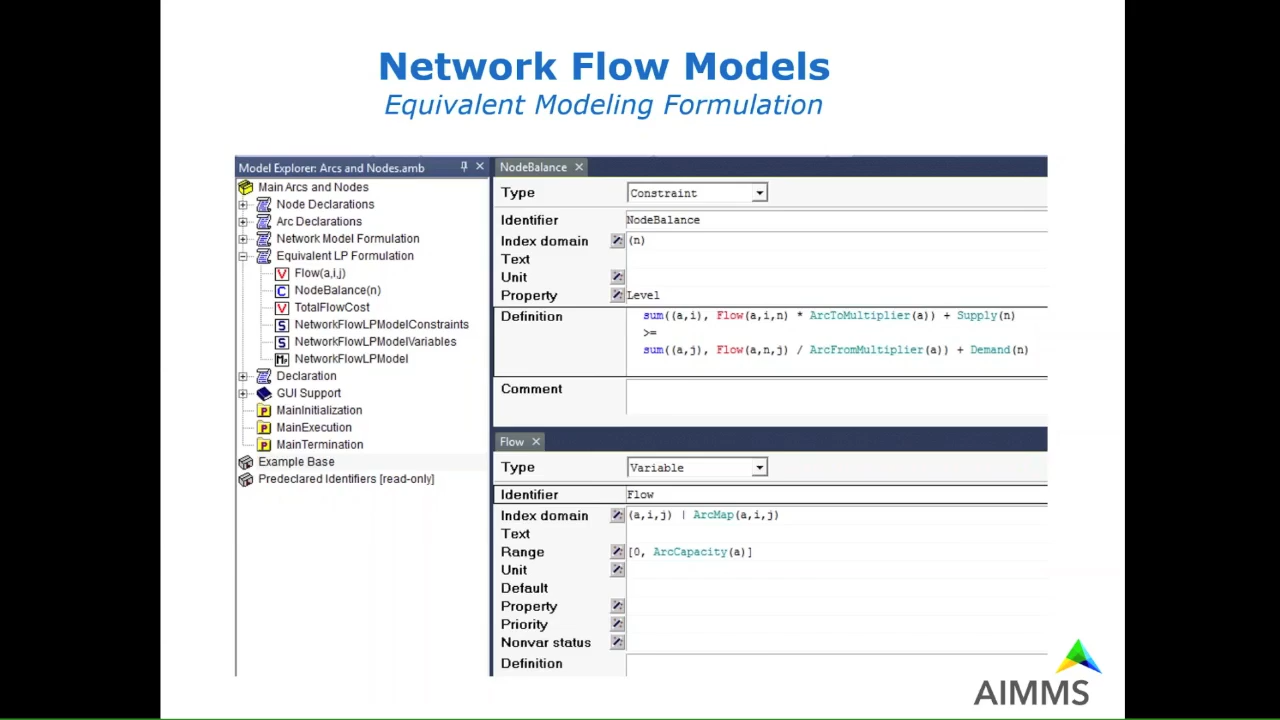 Network Flow Models
Equivalent Modeling Formulation
Model Explorer: Arcs and Nodes.amb
Main Arcs and Nodes
Node Declarations
Arc Declarations
Network Model Formulation
Equivalent LP Formulation
V Flow(a,i,j)
C NodeBalance(n)
V TotalFlowCost
S NetworkFlowLPModelConstraints
S NetworkFlowLPModelVariables
NetworkFlowLPModel
Declaration
GUI Support
P MainInitialization
P MainExecution
P MainTermination
Example Base
Predeclared Identifiers [read-only]
NodeBalance
Type Constraint
Identifier NodeBalance
Index domain (n)
Text
Unit
Property Level
Definition sum((a,i), Flow(a,i,n) * ArcToMultiplier(a)) + Supply(n)
>=
sum((a,j), Flow(a,n,j) / ArcFromMultiplier(a)) + Demand(n)
Comment
Flow
Type Variable
Identifier Flow
Index domain (a,i,j) | ArcMap(a,i,j)
Text
Range [0, ArcCapacity(a)]
Unit
Default
Property
Priority
Nonvar status
Definition
AIMMS